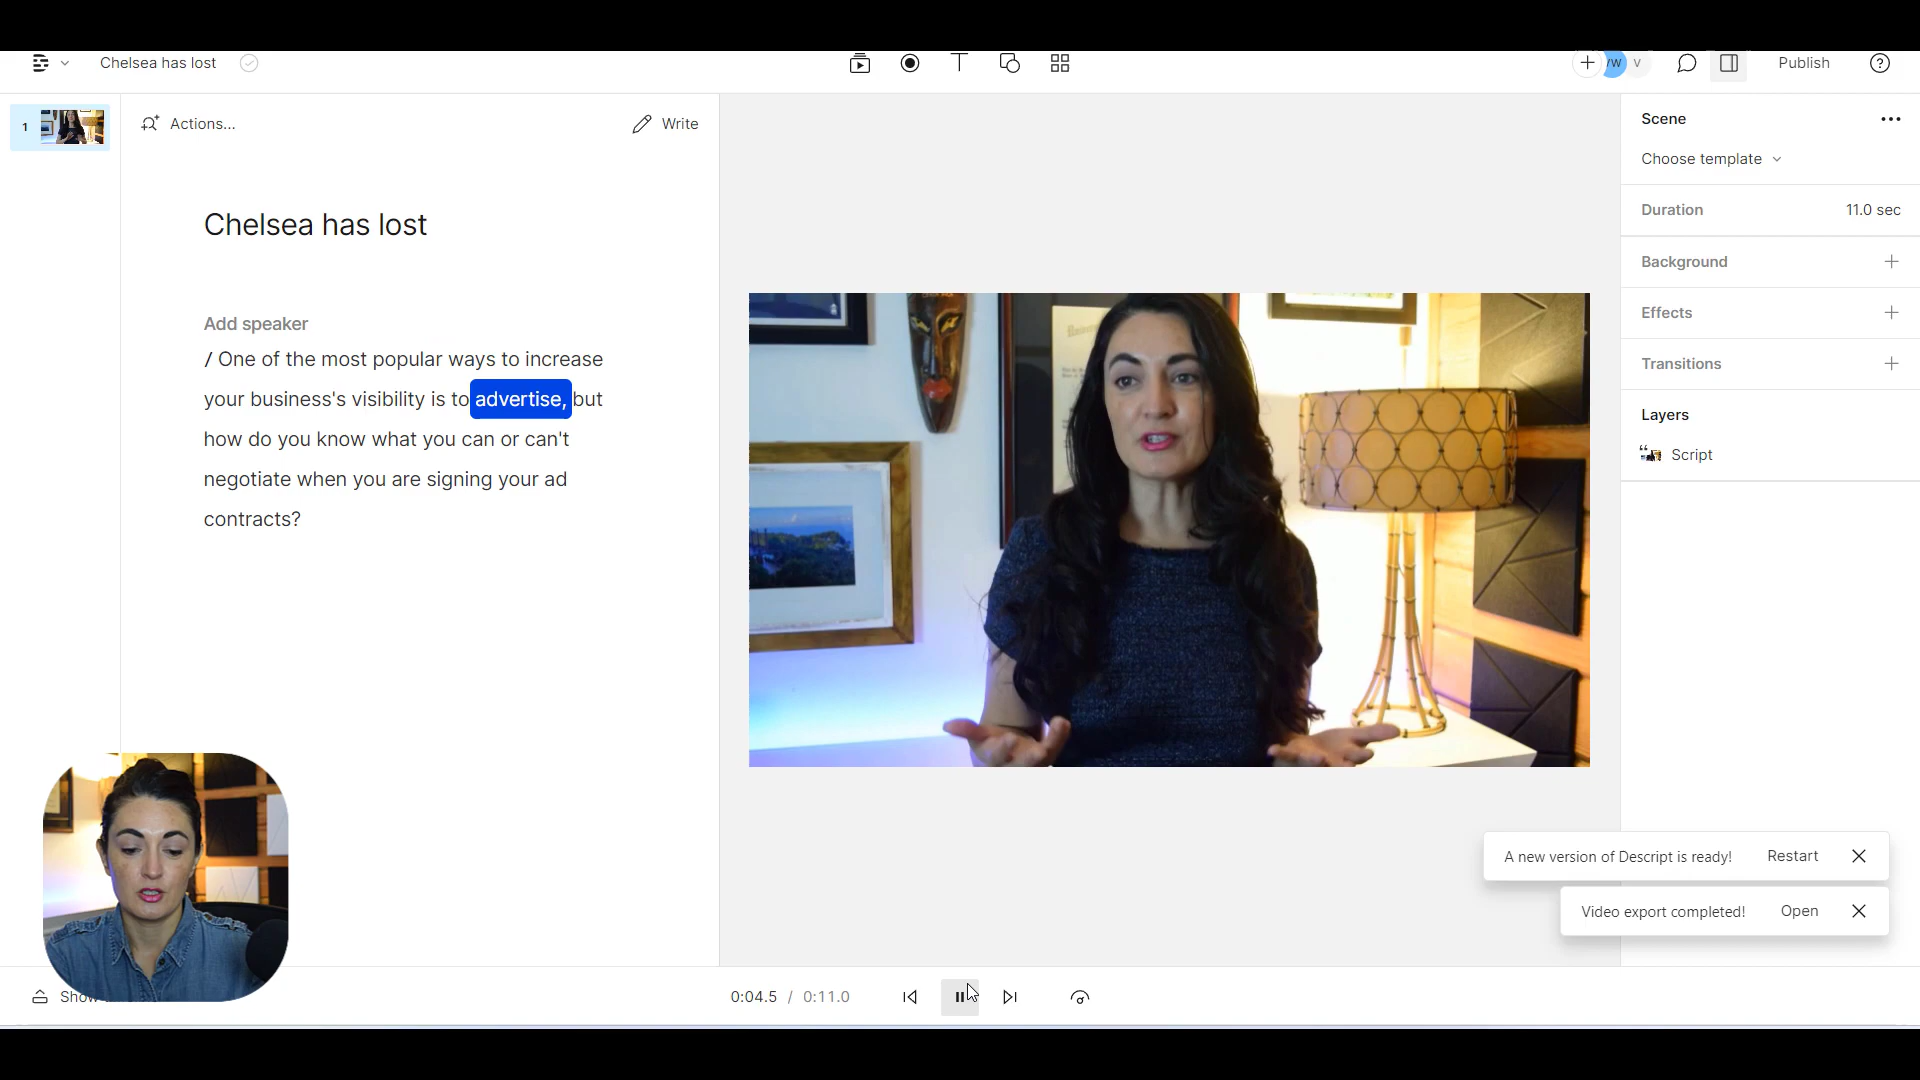 Chelsea has lost
/W
V
Publish
1
Actions...
Write
Scene
Choose template
Duration 11.0 sec
Background
Effects
Transitions
Layers
Script
Chelsea has lost
Add speaker
/ One of the most popular ways to increase
your business's visibility is to advertise, but
how do you know what you can or can't
negotiate when you are signing your ad
contracts?
A new version of Descript is ready! Restart
Video export completed! Open
0:04.5 / 0:11.0